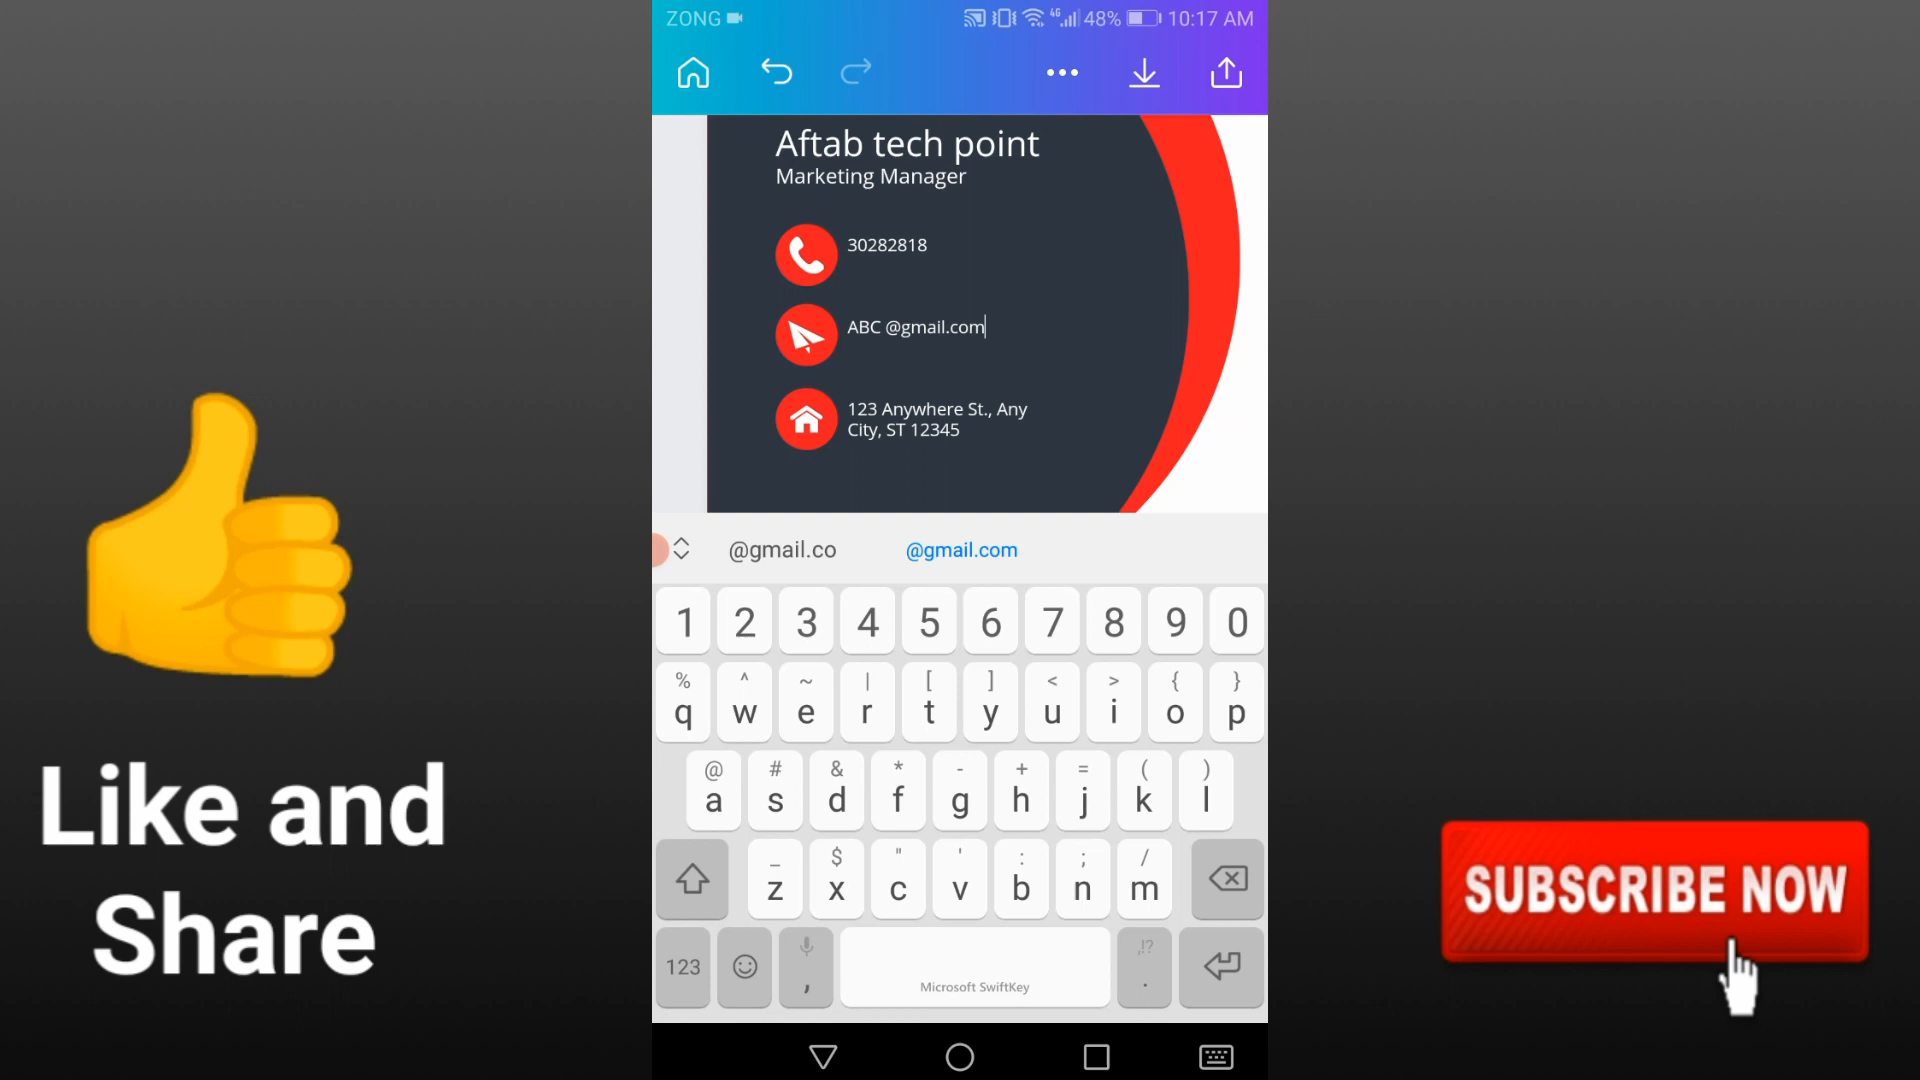 ZONG 4G 48% 10:17 AM
Aftab tech point
Marketing Manager
30282818
ABC @gmail.com
123 Anywhere St., Any
City, ST 12345
@gmail.co @gmail.com
1 2 3 4 5 6 7 8 9 0
% ^ ~ | [ ] < > { }
q w e r t y u i o p
@ # & * - + = ( )
a s d f g h j k l
_ $ " ' : ; /
z x c v b n m
123 , Microsoft SwiftKey ,!? .
Like and
Share
SUBSCRIBE NOW